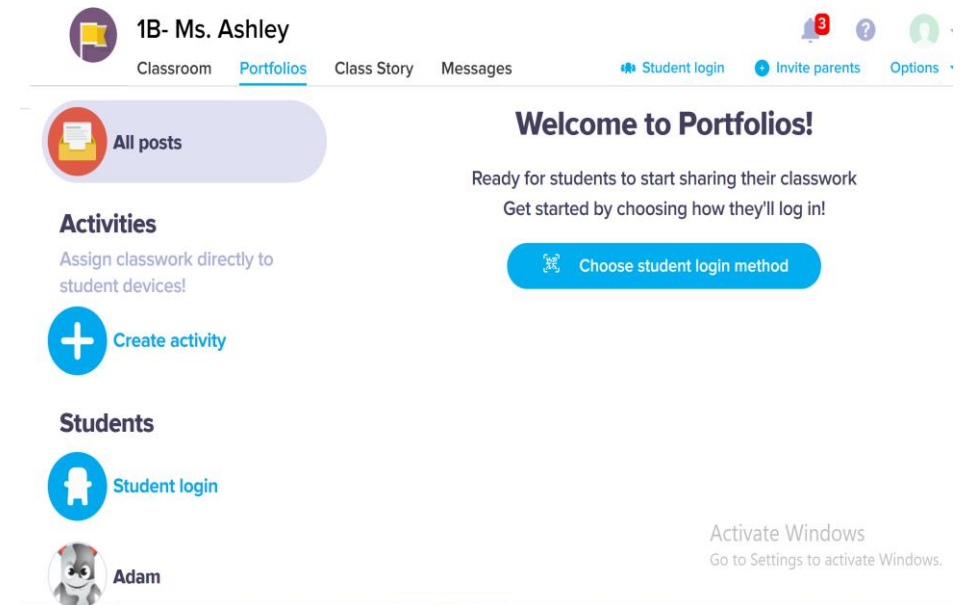 1B- Ms. Ashley
3
?
Classroom Portfolios Class Story Messages Student login Invite parents Options
All posts
Welcome to Portfolios!
Ready for students to start sharing their classwork
Get started by choosing how they'll log in!
Choose student login method
Activities
Assign classwork directly to
student devices!
Create activity
Students
Student login
Adam
Activate Windows
Go to Settings to activate Windows.